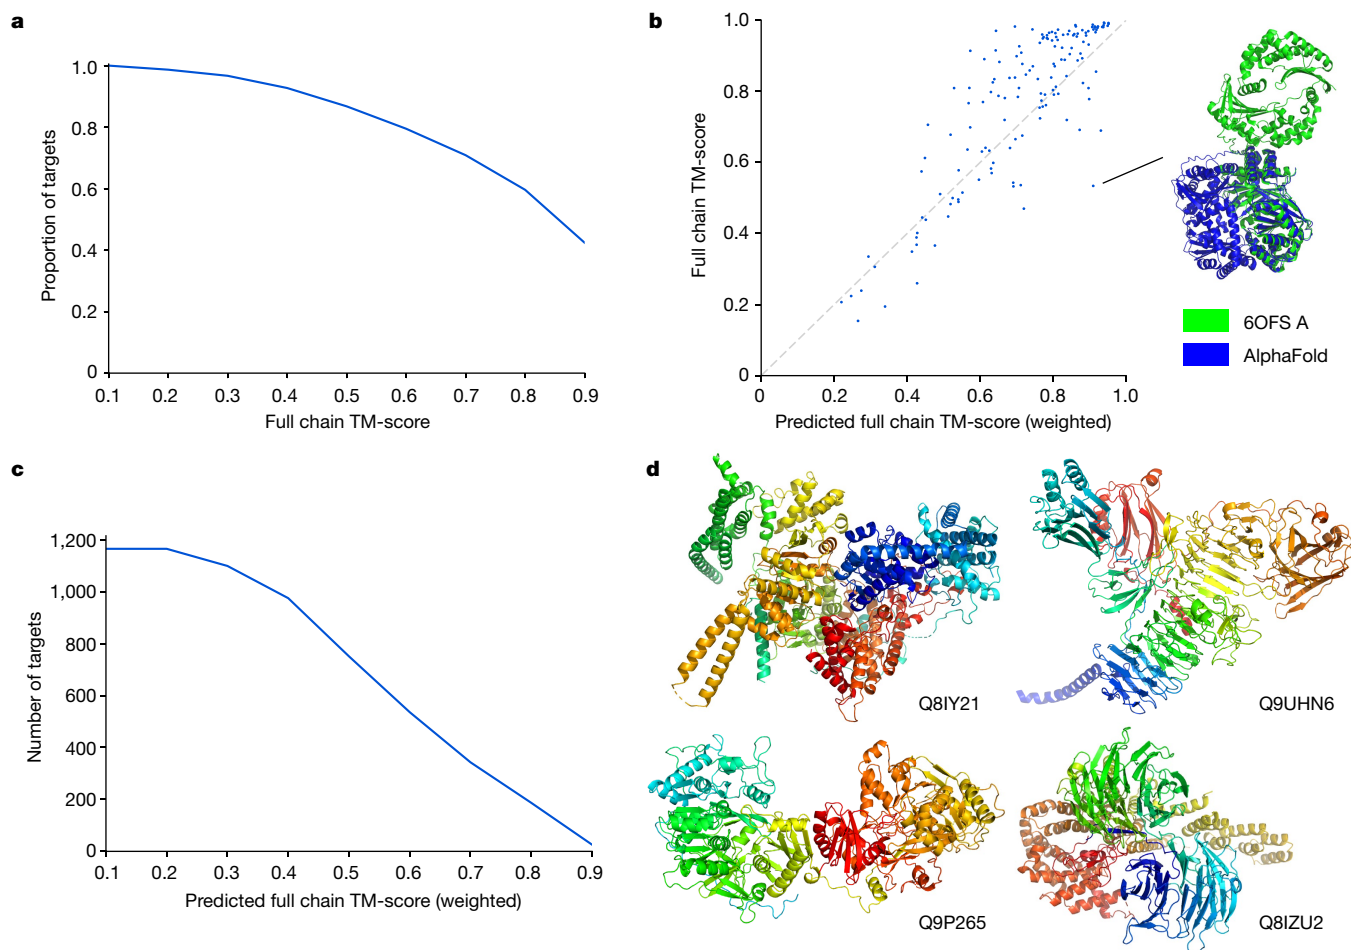 a
1.0
0.8
0.6
0.4
0.2
0
Proportion of targets
0.1 0.2 0.3 0.4 0.5 0.6 0.7 0.8 0.9
Full chain TM-score
b
1.0
0.8
0.6
0.4
0.2
0
Full chain TM-score
0 0.2 0.4 0.6 0.8 1.0
Predicted full chain TM-score (weighted)
6OFS A
AlphaFold
c
1,200
1,000
800
600
400
200
0
Number of targets
0.1 0.2 0.3 0.4 0.5 0.6 0.7 0.8 0.9
Predicted full chain TM-score (weighted)
d
Q8IY21
Q9UHN6
Q9P265
Q8IZU2